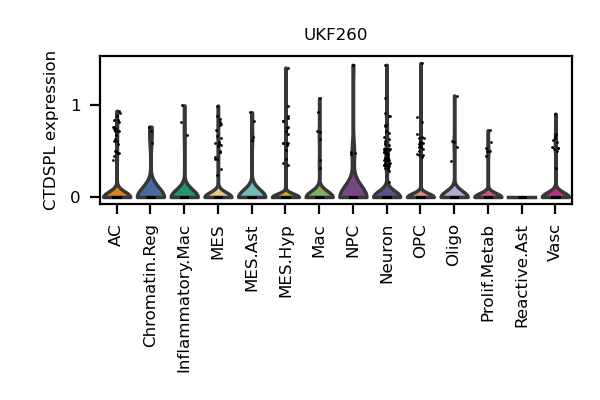 UKF260
CTDSPL expression
1
0
AC
Chromatin.Reg
Inflammatory.Mac
MES
MES.Ast
MES.Hyp
Mac
NPC
Neuron
OPC
Oligo
Prolif.Metab
Reactive.Ast
Vasc